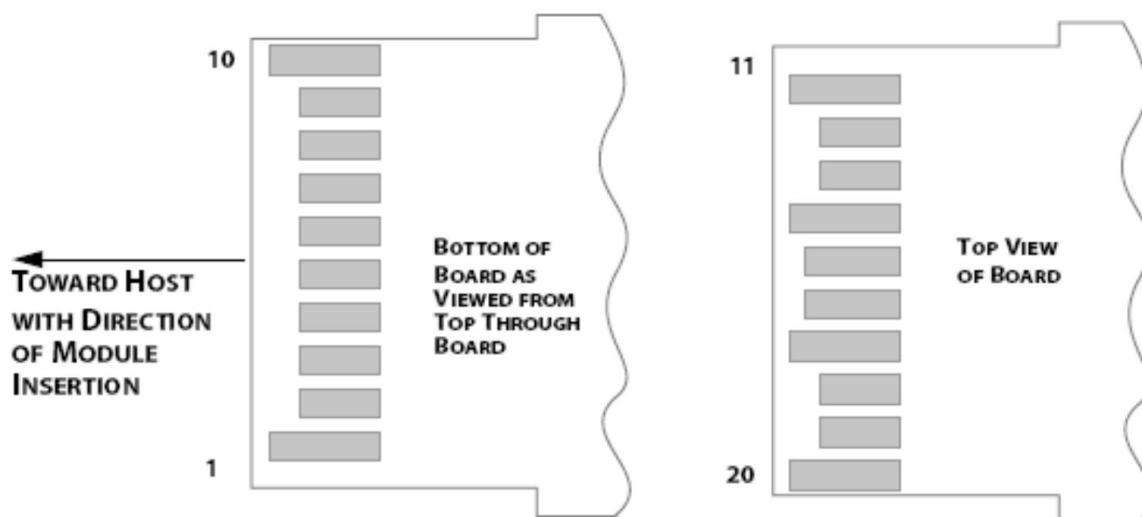 10
11
BOTTOM OF
BOARD AS
VIEWED FROM
TOP THROUGH
BOARD
TOP VIEW
OF BOARD
TOWARD HOST
WITH DIRECTION
OF MODULE
INSERTION
1
20